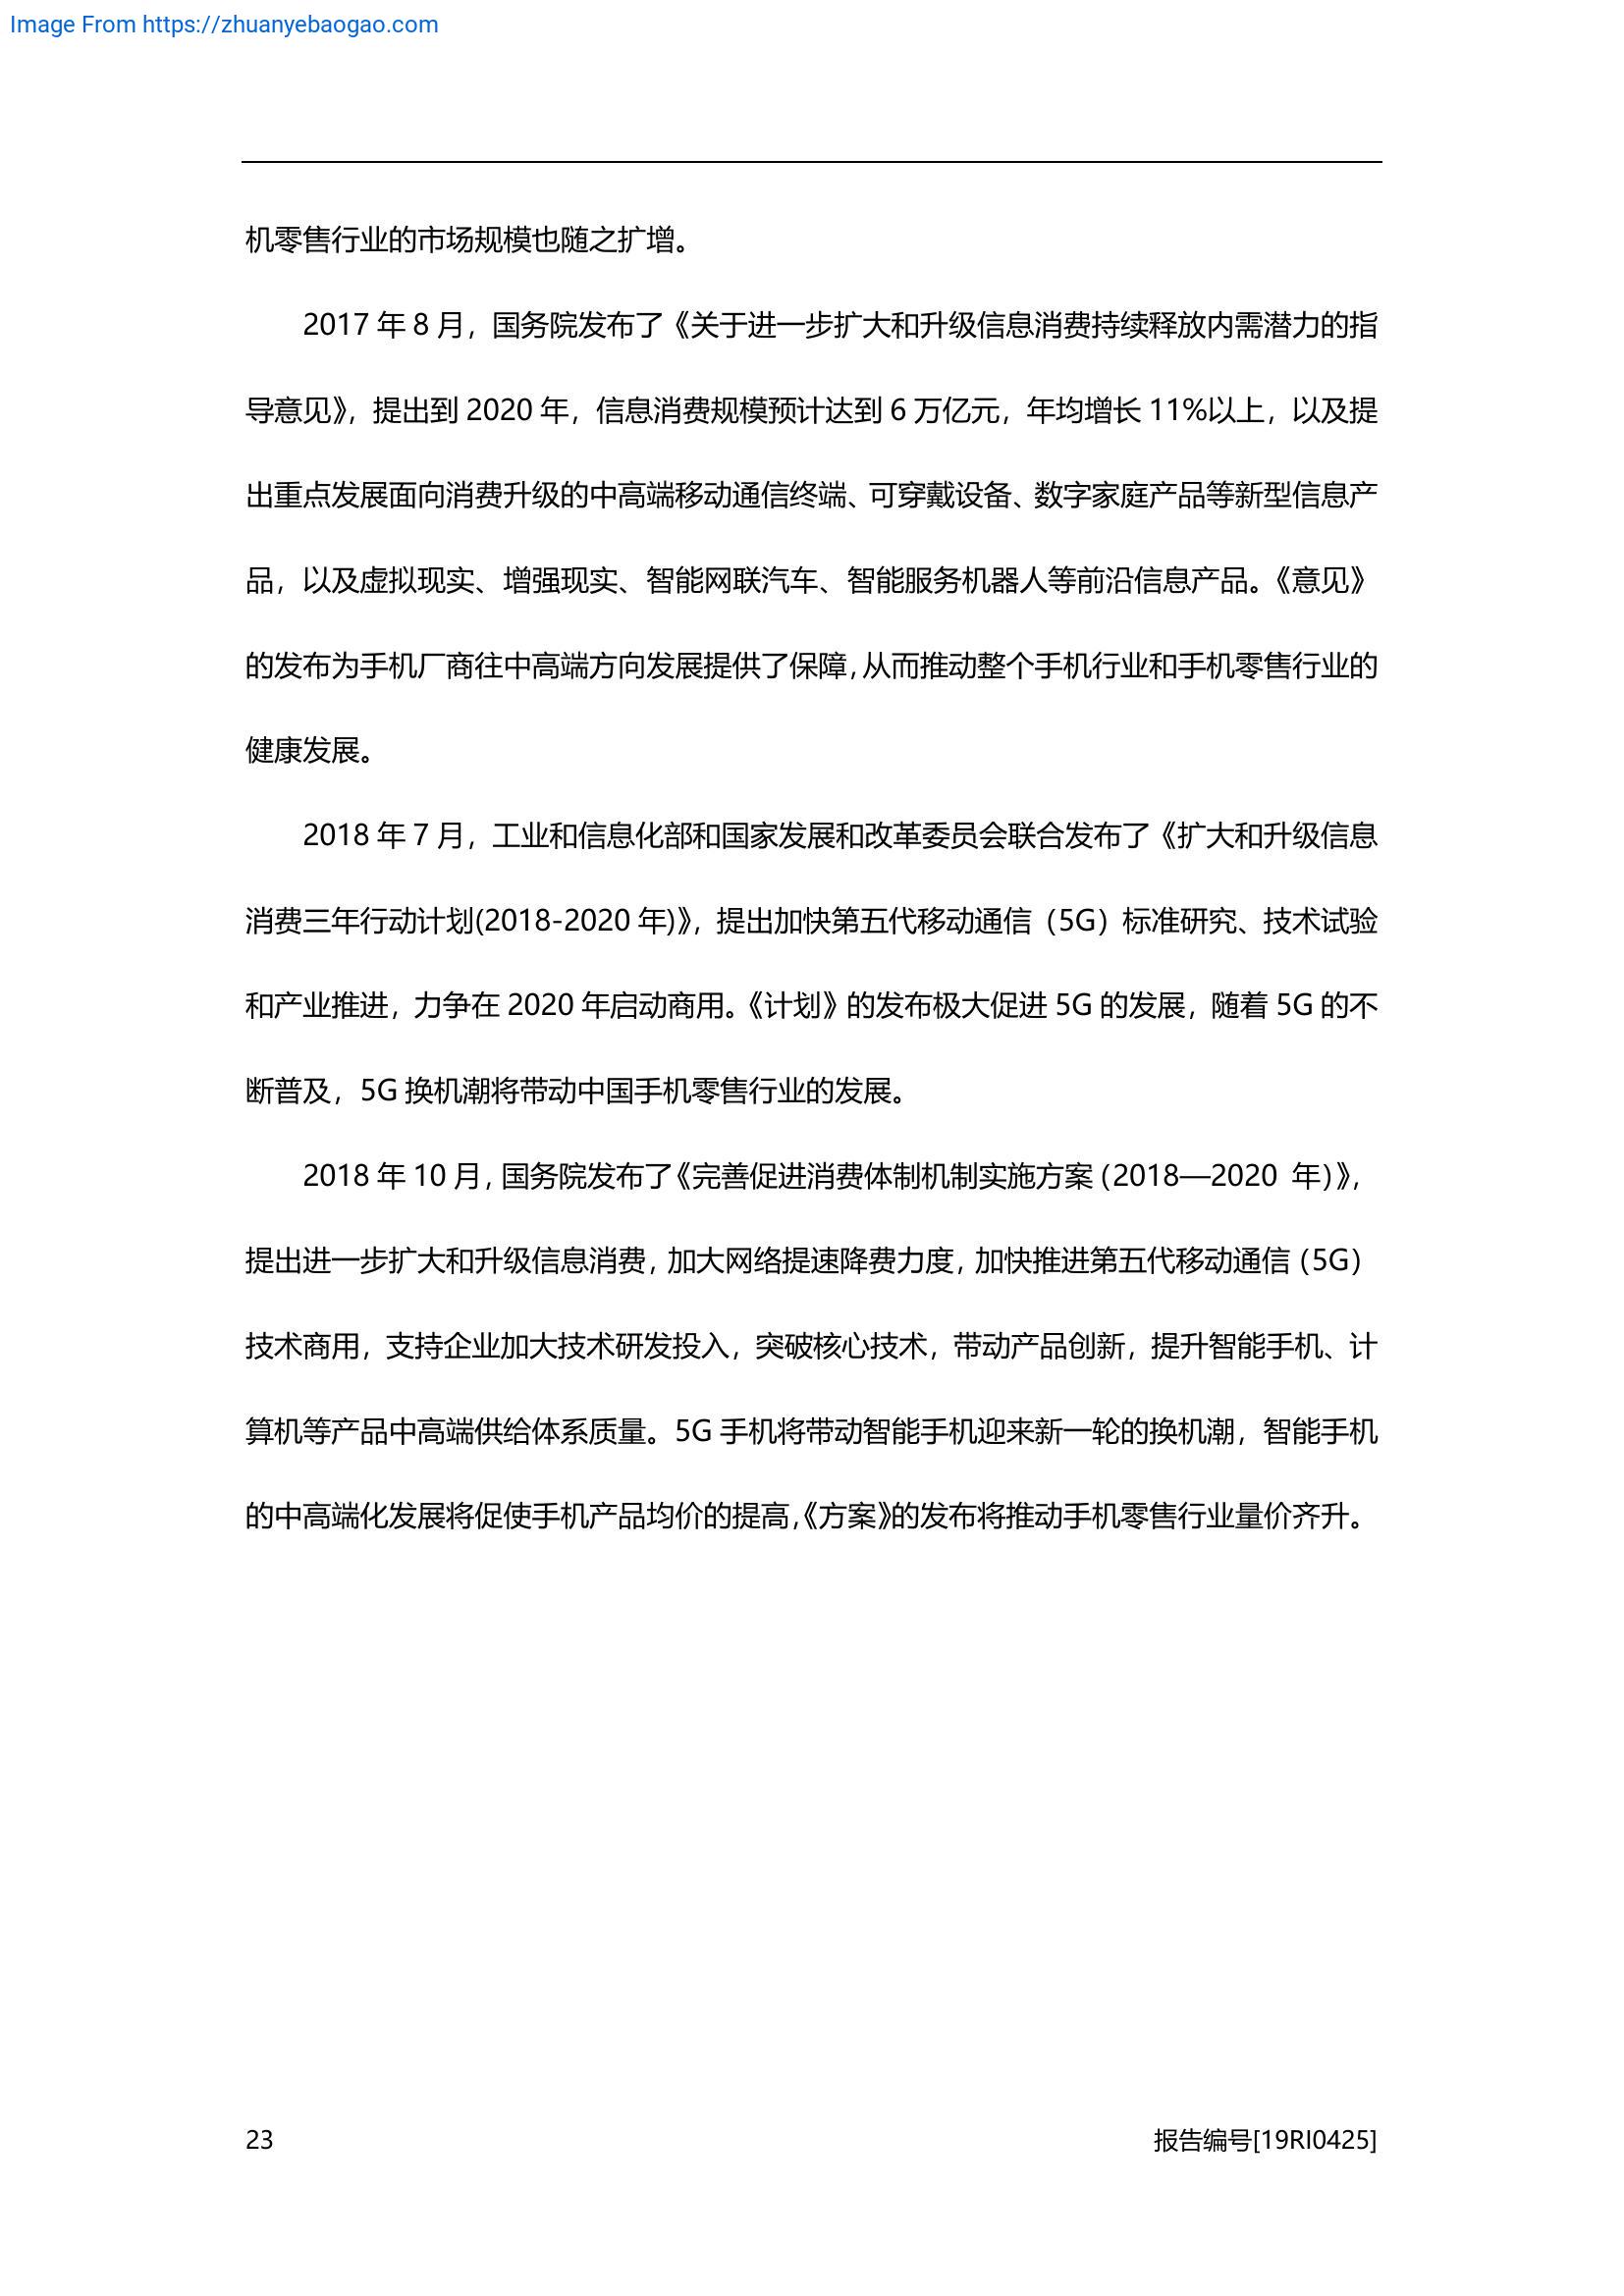 Image From https://zhuanyebaogao.com
机零售行业的市场规模也随之扩增。
2017 年 8 月，国务院发布了《关于进一步扩大和升级信息消费持续释放内需潜力的指
导意见》，提出到 2020 年，信息消费规模预计达到 6 万亿元，年均增长 11%以上，以及提
出重点发展面向消费升级的中高端移动通信终端、可穿戴设备、数字家庭产品等新型信息产
品，以及虚拟现实、增强现实、智能网联汽车、智能服务机器人等前沿信息产品。《意见》
的发布为手机厂商往中高端方向发展提供了保障，从而推动整个手机行业和手机零售行业的
健康发展。
2018 年 7 月，工业和信息化部和国家发展和改革委员会联合发布了《扩大和升级信息
消费三年行动计划(2018-2020 年)》，提出加快第五代移动通信（5G）标准研究、技术试验
和产业推进，力争在 2020 年启动商用。《计划》的发布极大促进 5G 的发展，随着 5G 的不
断普及，5G 换机潮将带动中国手机零售行业的发展。
2018 年 10 月，国务院发布了《完善促进消费体制机制实施方案（2018—2020 年）》，
提出进一步扩大和升级信息消费，加大网络提速降费力度，加快推进第五代移动通信（5G）
技术商用，支持企业加大技术研发投入，突破核心技术，带动产品创新，提升智能手机、计
算机等产品中高端供给体系质量。5G 手机将带动智能手机迎来新一轮的换机潮，智能手机
的中高端化发展将促使手机产品均价的提高，《方案》的发布将推动手机零售行业量价齐升。
23 报告编号[19RI0425]